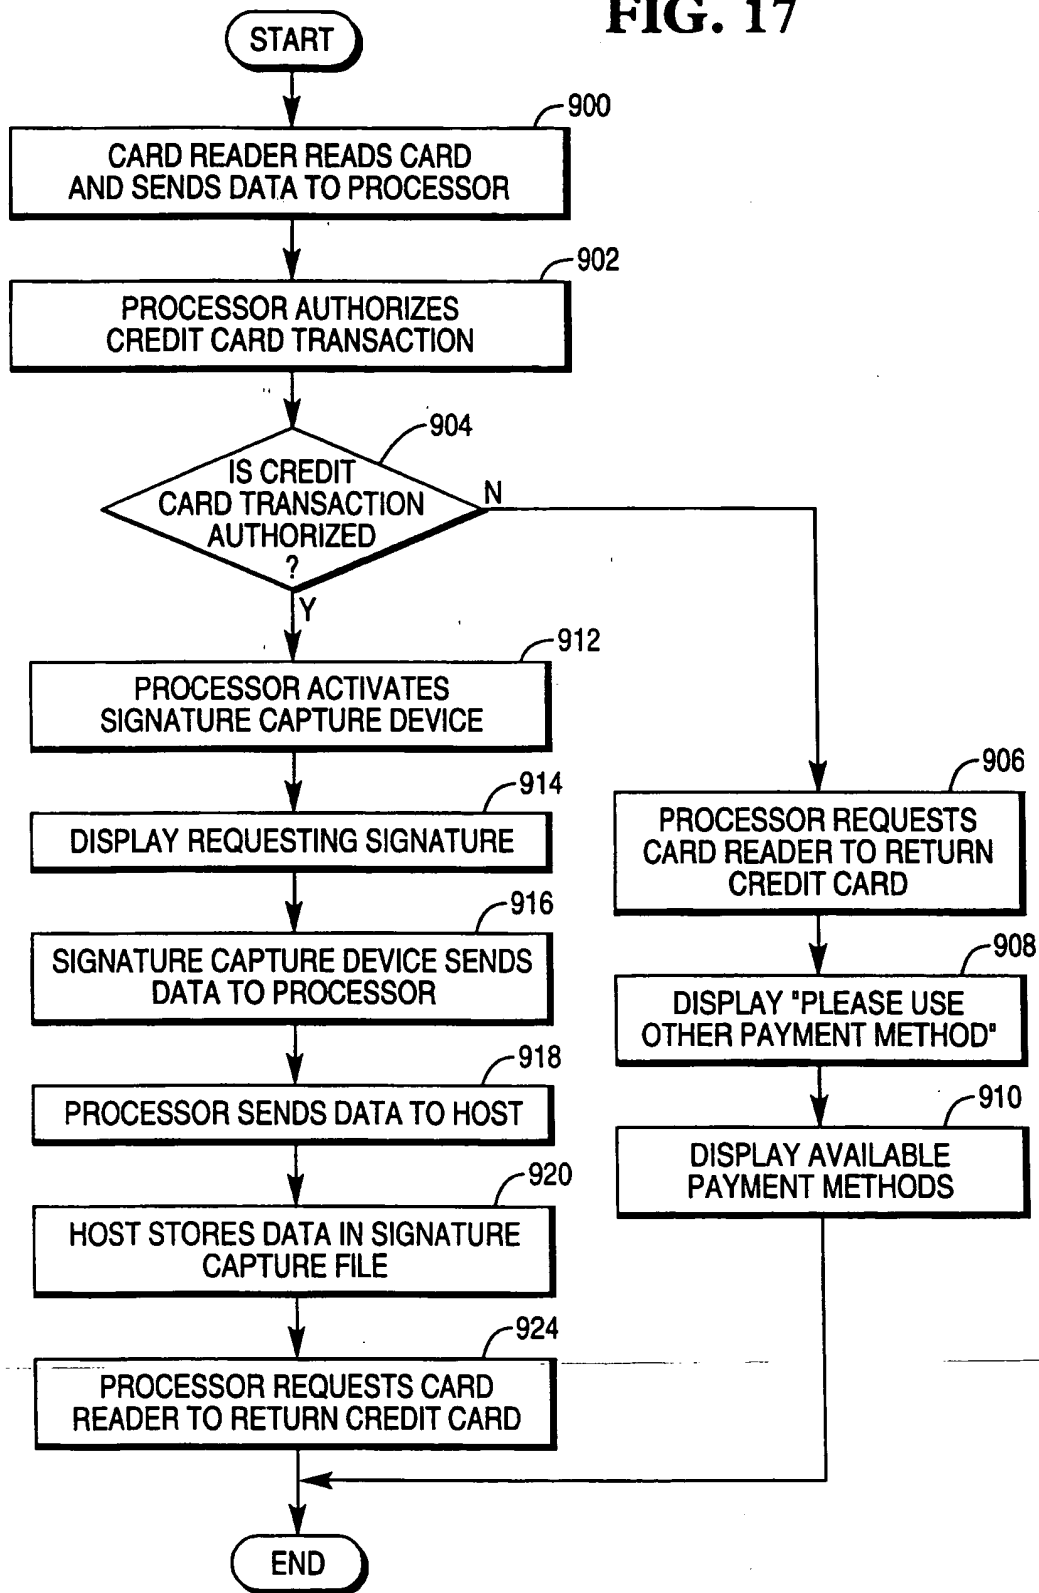 FIG. 17
START
900
CARD READER READS CARD
AND SENDS DATA TO PROCESSOR
902
PROCESSOR AUTHORIZES
CREDIT CARD TRANSACTION
904
IS CREDIT
CARD TRANSACTION
AUTHORIZED
?
N
Y
912
PROCESSOR ACTIVATES
SIGNATURE CAPTURE DEVICE
914
DISPLAY REQUESTING SIGNATURE
916
SIGNATURE CAPTURE DEVICE SENDS
DATA TO PROCESSOR
918
PROCESSOR SENDS DATA TO HOST
920
HOST STORES DATA IN SIGNATURE
CAPTURE FILE
924
PROCESSOR REQUESTS CARD
READER TO RETURN CREDIT CARD
906
PROCESSOR REQUESTS
CARD READER TO RETURN
CREDIT CARD
908
DISPLAY "PLEASE USE
OTHER PAYMENT METHOD"
910
DISPLAY AVAILABLE
PAYMENT METHODS
END